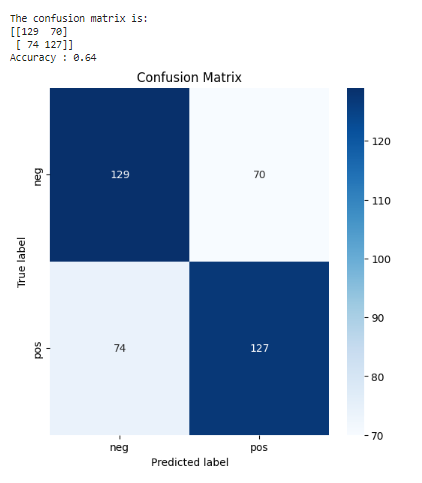 The confusion matrix is:
[[129  70]
 [ 74 127]]
Accuracy : 0.64
Confusion Matrix
neg
129
70
pos
74
127
True label
neg
pos
Predicted label
120
110
100
90
80
70